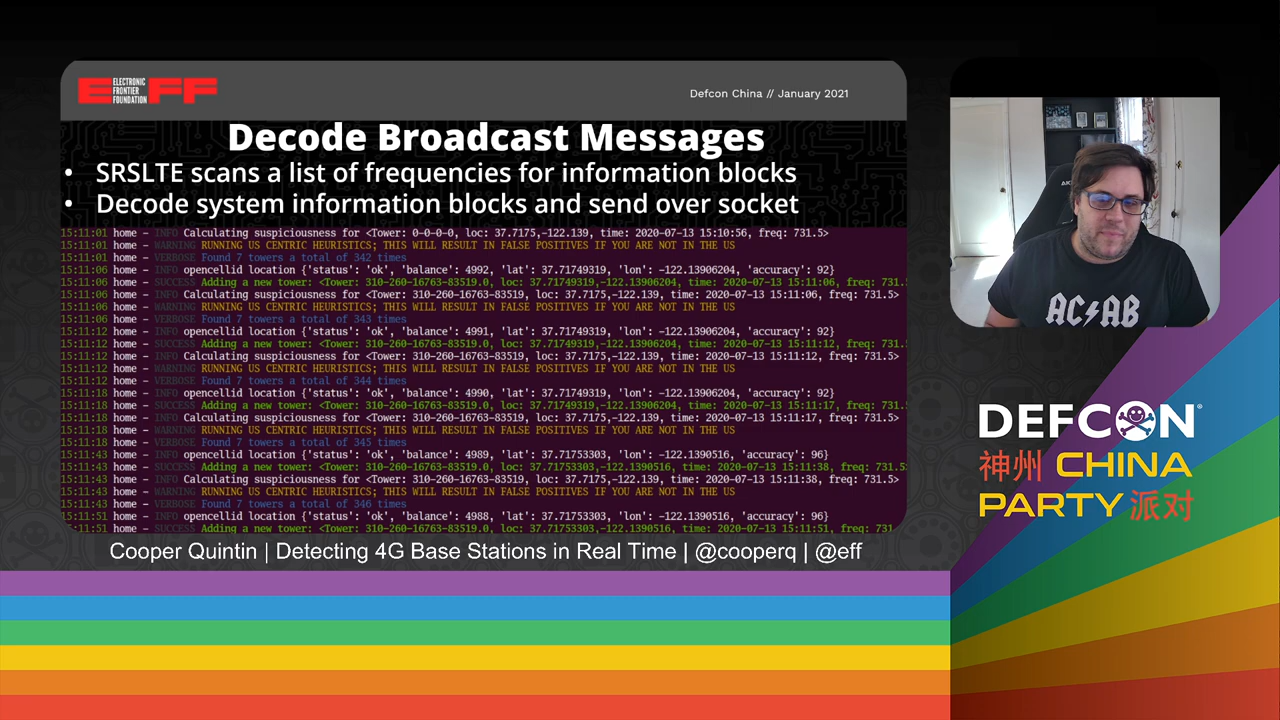 EFF
ELECTRONIC
FRONTIER
FOUNDATION
Defcon China // January 2021
Decode Broadcast Messages
• SRSLTE scans a list of frequencies for information blocks
• Decode system information blocks and send over socket
15:11:01 home – INFO Calculating suspiciousness for <Tower: 0-0-0-0, loc: 37.7175,-122.139, time: 2020-07-13 15:10:56, freq: 731.5>
15:11:01 home – WARNING RUNNING US CENTRIC HEURISTICS; THIS WILL RESULT IN FALSE POSITIVES IF YOU ARE NOT IN THE US
15:11:01 home – VERBOSE Found 7 towers a total of 342 times
15:11:06 home – INFO opencellid location {'status': 'ok', 'balance': 4992, 'lat': 37.71749319, 'lon': -122.13906204, 'accuracy': 92}
15:11:06 home – SUCCESS Adding a new tower: <Tower: 310-260-16763-83519.0, loc: 37.71749319,-122.13906204, time: 2020-07-13 15:11:06, freq: 731.5
15:11:06 home – INFO Calculating suspiciousness for <Tower: 310-260-16763-83519, loc: 37.7175,-122.139, time: 2020-07-13 15:11:06, freq: 731.5>
15:11:06 home – WARNING RUNNING US CENTRIC HEURISTICS; THIS WILL RESULT IN FALSE POSITIVES IF YOU ARE NOT IN THE US
15:11:06 home – VERBOSE Found 7 towers a total of 343 times
15:11:12 home – INFO opencellid location {'status': 'ok', 'balance': 4991, 'lat': 37.71749319, 'lon': -122.13906204, 'accuracy': 92}
15:11:12 home – SUCCESS Adding a new tower: <Tower: 310-260-16763-83519.0, loc: 37.71749319,-122.13906204, time: 2020-07-13 15:11:12, freq: 731.5
15:11:12 home – INFO Calculating suspiciousness for <Tower: 310-260-16763-83519, loc: 37.7175,-122.139, time: 2020-07-13 15:11:12, freq: 731.5>
15:11:12 home – WARNING RUNNING US CENTRIC HEURISTICS; THIS WILL RESULT IN FALSE POSITIVES IF YOU ARE NOT IN THE US
15:11:12 home – VERBOSE Found 7 towers a total of 344 times
15:11:18 home – INFO opencellid location {'status': 'ok', 'balance': 4990, 'lat': 37.71749319, 'lon': -122.13906204, 'accuracy': 92}
15:11:18 home – SUCCESS Adding a new tower: <Tower: 310-260-16763-83519.0, loc: 37.71749319,-122.13906204, time: 2020-07-13 15:11:17, freq: 731.5
15:11:18 home – INFO Calculating suspiciousness for <Tower: 310-260-16763-83519, loc: 37.7175,-122.139, time: 2020-07-13 15:11:17, freq: 731.5>
15:11:18 home – WARNING RUNNING US CENTRIC HEURISTICS; THIS WILL RESULT IN FALSE POSITIVES IF YOU ARE NOT IN THE US
15:11:18 home – VERBOSE Found 7 towers a total of 345 times
15:11:43 home – INFO opencellid location {'status': 'ok', 'balance': 4989, 'lat': 37.71753303, 'lon': -122.1390516, 'accuracy': 96}
15:11:43 home – SUCCESS Adding a new tower: <Tower: 310-260-16763-83519.0, loc: 37.71753303,-122.1390516, time: 2020-07-13 15:11:38, freq: 731.5
15:11:43 home – INFO Calculating suspiciousness for <Tower: 310-260-16763-83519, loc: 37.7175,-122.139, time: 2020-07-13 15:11:38, freq: 731.5>
15:11:43 home – WARNING RUNNING US CENTRIC HEURISTICS; THIS WILL RESULT IN FALSE POSITIVES IF YOU ARE NOT IN THE US
15:11:43 home – VERBOSE Found 7 towers a total of 346 times
15:11:51 home – INFO opencellid location {'status': 'ok', 'balance': 4988, 'lat': 37.71753303, 'lon': -122.1390516, 'accuracy': 96}
15:11:51 home – SUCCESS Adding a new tower: <Tower: 310-260-16763-83519.0, loc: 37.71753303,-122.1390516, time: 2020-07-13 15:11:51, freq: 731
Cooper Quintin | Detecting 4G Base Stations in Real Time | @cooperq | @eff
AC⚡AB
DEFCON
神州 CHINA
PARTY 派对